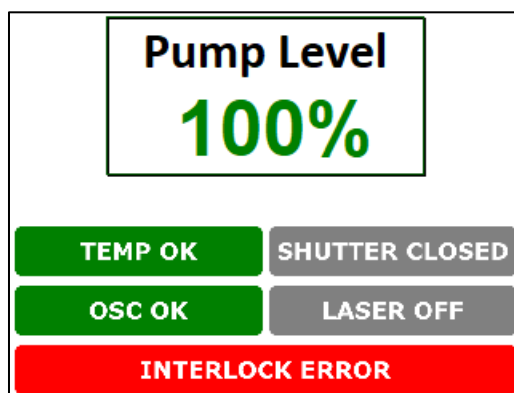 Pump Level
100%
TEMP OK
SHUTTER CLOSED
OSC OK
LASER OFF
INTERLOCK ERROR